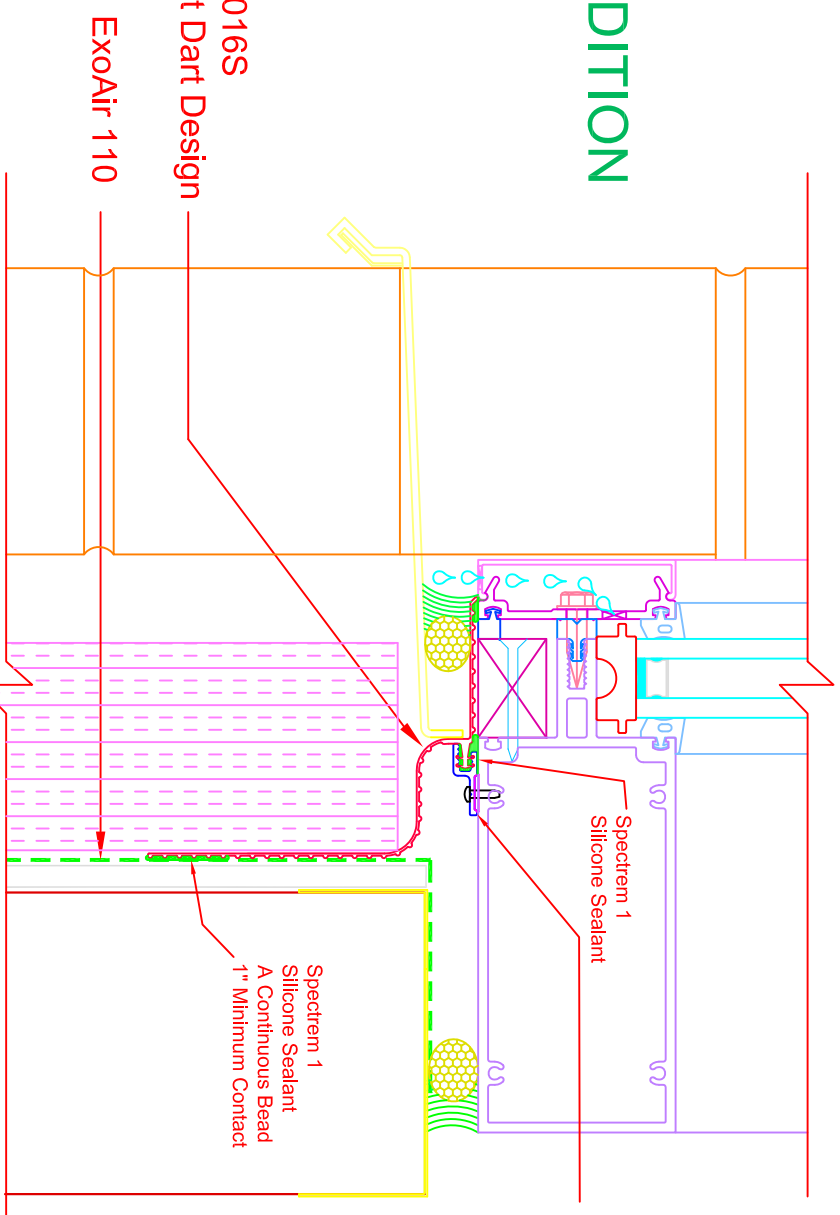 DITION
016S
t Dart Design
ExoAir 110
Spectrem 1
Silicone Sealant
Spectrem 1
Silicone Sealant
A Continuous Bead
1" Minimum Contact